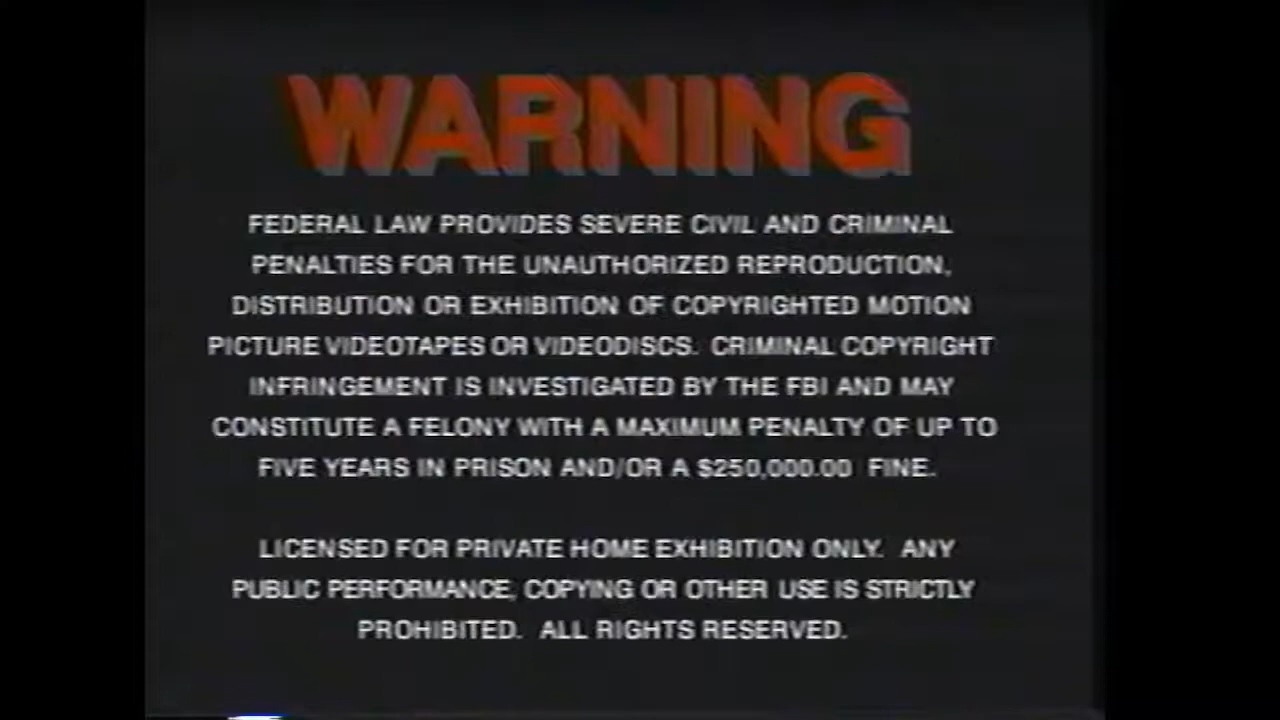 WARNING
FEDERAL LAW PROVIDES SEVERE CIVIL AND CRIMINAL
PENALTIES FOR THE UNAUTHORIZED REPRODUCTION,
DISTRIBUTION OR EXHIBITION OF COPYRIGHTED MOTION
PICTURE VIDEOTAPES OR VIDEODISCS. CRIMINAL COPYRIGHT
INFRINGEMENT IS INVESTIGATED BY THE FBI AND MAY
CONSTITUTE A FELONY WITH A MAXIMUM PENALTY OF UP TO
FIVE YEARS IN PRISON AND/OR A $250,000.00 FINE.
LICENSED FOR PRIVATE HOME EXHIBITION ONLY. ANY
PUBLIC PERFORMANCE, COPYING OR OTHER USE IS STRICTLY
PROHIBITED. ALL RIGHTS RESERVED.